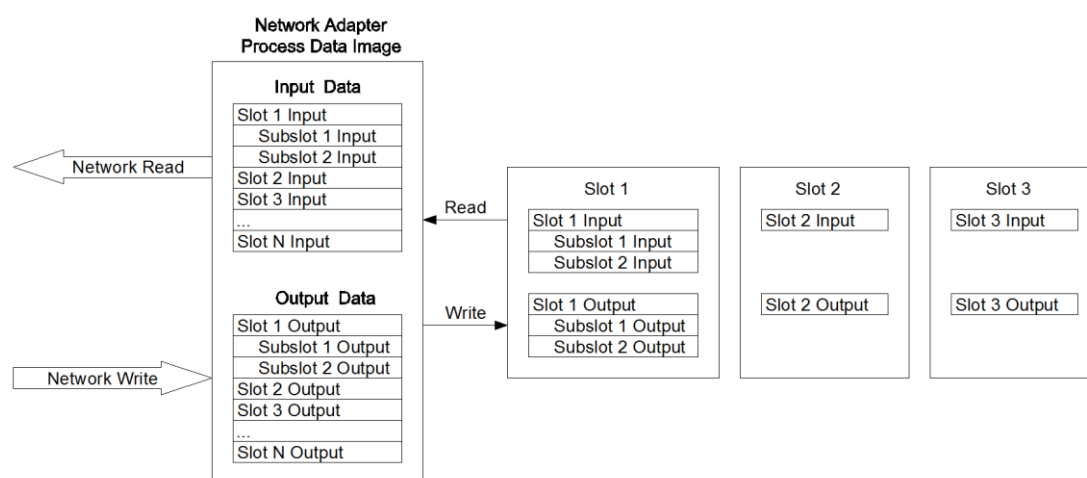 Network Adapter
Process Data Image
Input Data
Slot 1 Input
Subslot 1 Input
Subslot 2 Input
Slot 2 Input
Slot 3 Input
...
Slot N Input
Output Data
Slot 1 Output
Subslot 1 Output
Subslot 2 Output
Slot 2 Output
Slot 3 Output
...
Slot N Output
Network Read
Network Write
Read
Write
Slot 1
Slot 1 Input
Subslot 1 Input
Subslot 2 Input
Slot 1 Output
Subslot 1 Output
Subslot 2 Output
Slot 2
Slot 2 Input
Slot 2 Output
Slot 3
Slot 3 Input
Slot 3 Output